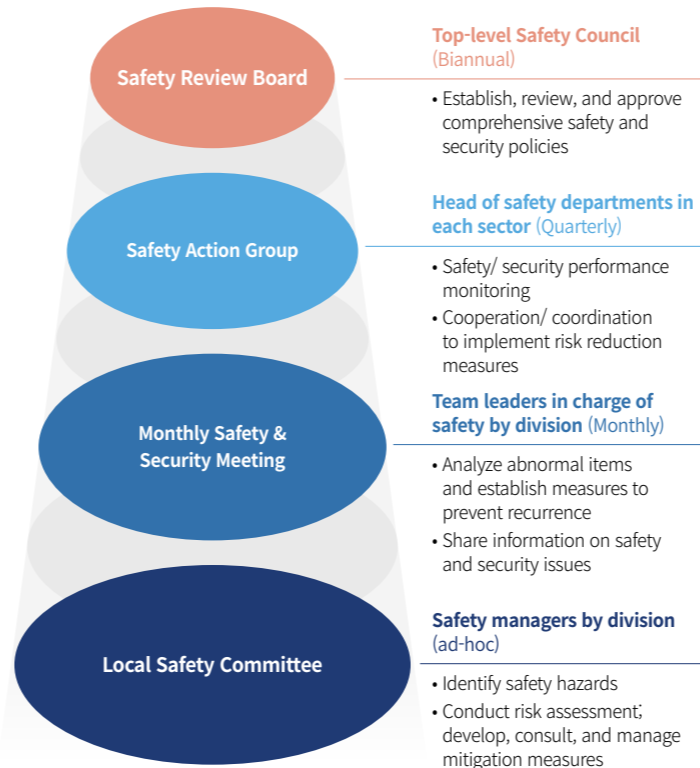 Safety Review Board
Top-level Safety Council
(Biannual)
• Establish, review, and approve
comprehensive safety and
security policies
Safety Action Group
Head of safety departments in
each sector (Quarterly)
• Safety/ security performance
monitoring
• Cooperation/ coordination
to implement risk reduction
measures
Monthly Safety &
Security Meeting
Team leaders in charge of
safety by division (Monthly)
• Analyze abnormal items
and establish measures to
prevent recurrence
• Share information on safety
and security issues
Local Safety Committee
Safety managers by division
(ad-hoc)
• Identify safety hazards
• Conduct risk assessment;
develop, consult, and manage
mitigation measures